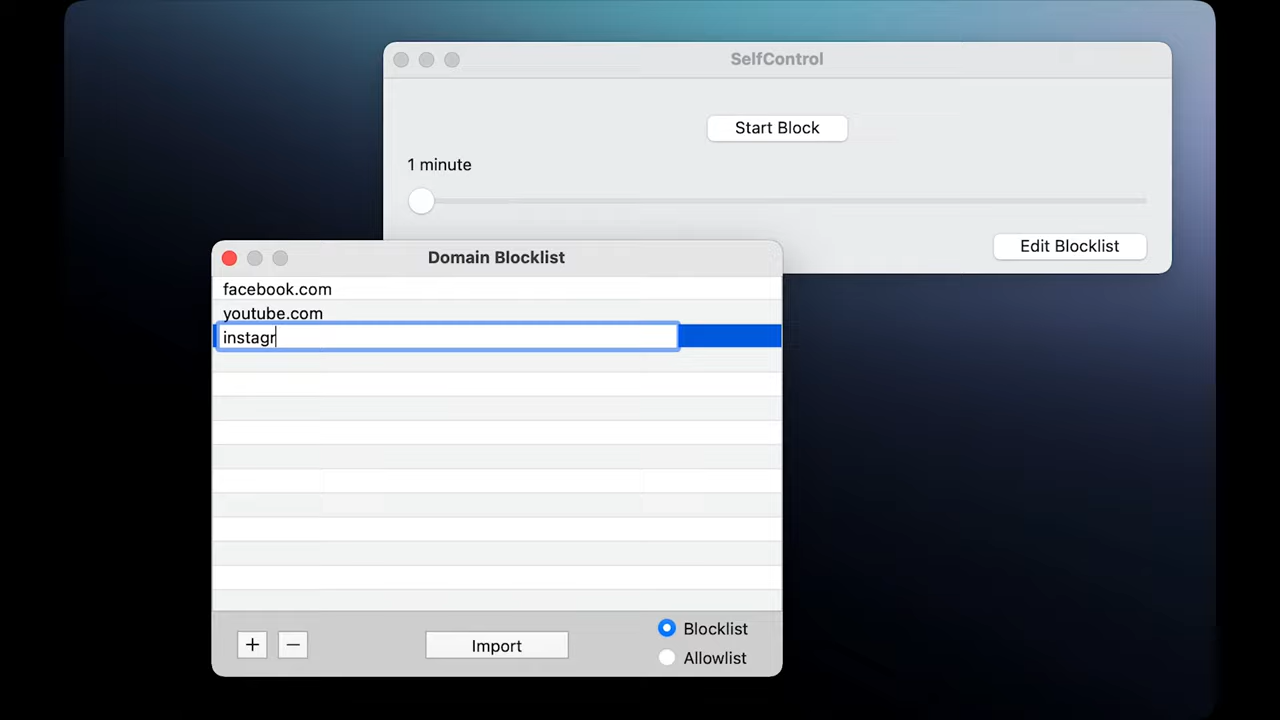 SelfControl
Start Block
1 minute
Edit Blocklist
Domain Blocklist
facebook.com
youtube.com
instagr
+
−
Import
Blocklist
Allowlist